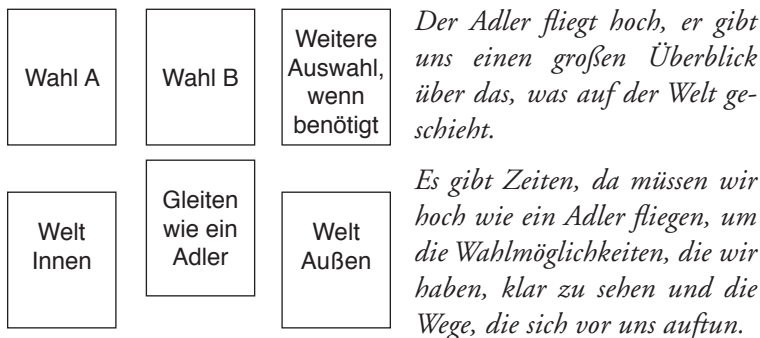 Wahl A
Wahl B
Weitere
Auswahl,
wenn
benötigt
Welt
Innen
Gleiten
wie ein
Adler
Welt
Außen
Der Adler fliegt hoch, er gibt
uns einen großen Überblick
über das, was auf der Welt ge-
schieht.
Es gibt Zeiten, da müssen wir
hoch wie ein Adler fliegen, um
die Wahlmöglichkeiten, die wir
haben, klar zu sehen und die
Wege, die sich vor uns auftun.